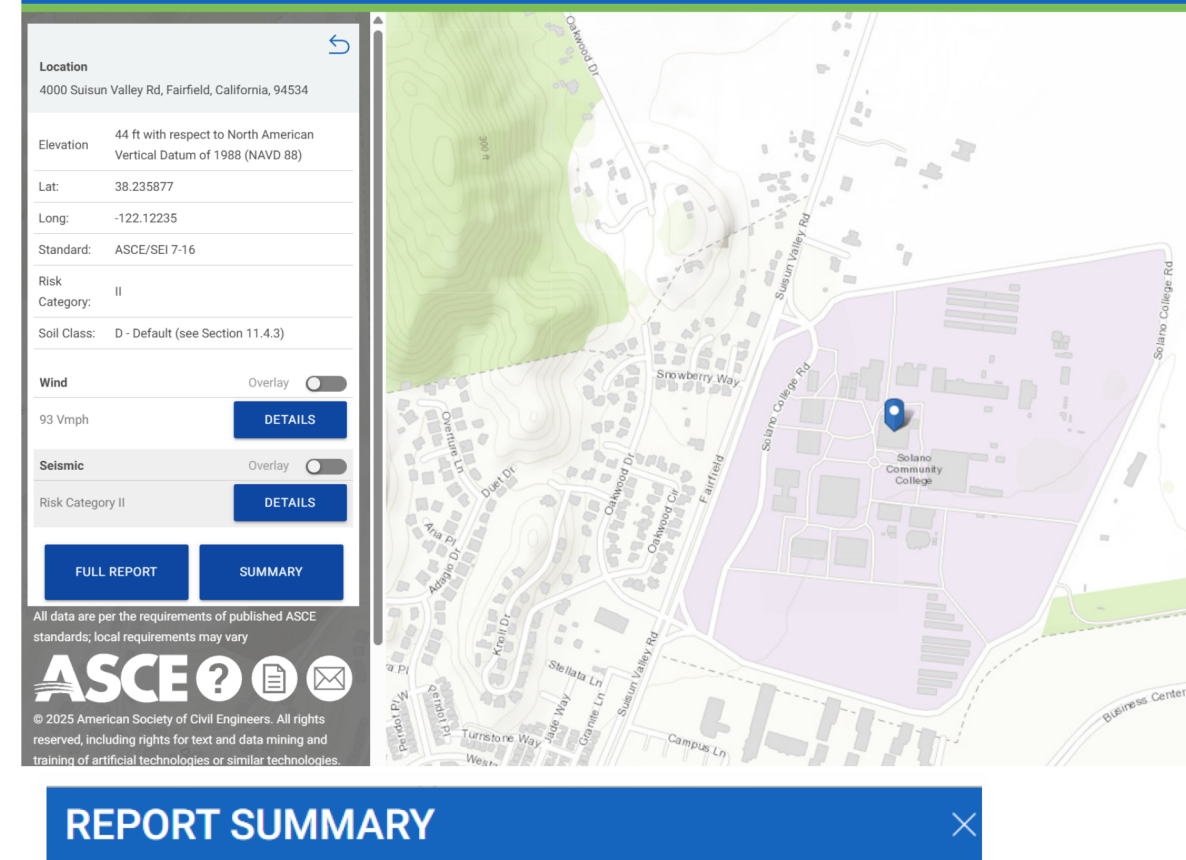 Location
4000 Suisun Valley Rd, Fairfield, California, 94534
Elevation
44 ft with respect to North American
Vertical Datum of 1988 (NAVD 88)
Lat: 38.235877
Long: -122.12235
Standard: ASCE/SEI 7-16
Risk
Category:
II
Soil Class: D - Default (see Section 11.4.3)
Wind Overlay
93 Vmph DETAILS
Seismic Overlay
Risk Category II DETAILS
FULL REPORT SUMMARY
All data are per the requirements of published ASCE
standards; local requirements may vary
ASCE ?
© 2025 American Society of Civil Engineers. All rights
reserved, including rights for text and data mining and
training of artificial technologies or similar technologies.
Oakwood Dr
300 ft
Suisun Valley Rd
Solano College Rd
Snowberry Way
Solano College Rd
Overture Ln
Duet Dr
Oakwood Dr
Fairfield
Solano
Community
College
Aria Pl
Oakwood Cir
Adagio Dr
Knoll Dr
Suisun Valley Rd
Stellata Ln
a Pl
Peridot Pl W
Peridot Pl
Jade Way
Granite Ln
Turnstone Way
Campus Ln
Business Center
REPORT SUMMARY